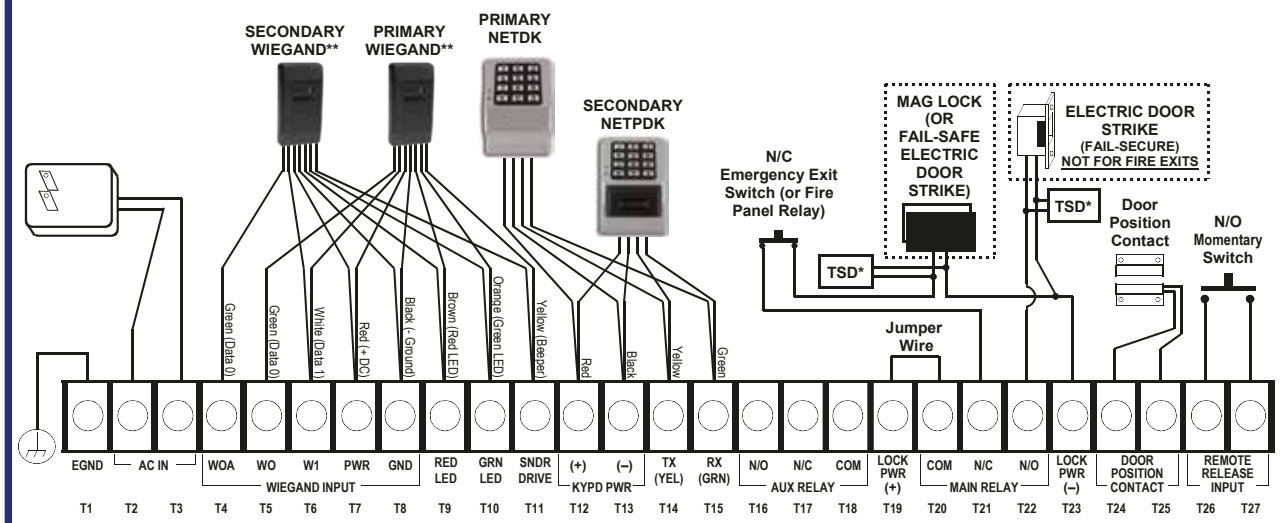 SECONDARY
WIEGAND**
PRIMARY
WIEGAND**
PRIMARY
NETDK
SECONDARY
NETPDK
N/C
Emergency Exit
Switch (or Fire
Panel Relay)
MAG LOCK
(OR
FAIL-SAFE
ELECTRIC
DOOR
STRIKE)
ELECTRIC DOOR
STRIKE
(FAIL-SECURE)
NOT FOR FIRE EXITS
TSD*
TSD*
Door
Position
Contact
N/O
Momentary
Switch
Jumper
Wire
Green (Data 0)
Green (Data 0)
White (Data 1)
Red (+ DC)
Black (- Ground)
Brown (Red LED)
Orange (Green LED)
Yellow (Beeper)
Red
Black
Yellow
Green
EGND
AC IN
WOA
WO
W1
PWR
GND
WIEGAND INPUT
RED
LED
GRN
LED
SNDR
DRIVE
(+)
(–)
KYPD PWR
TX
(YEL)
RX
(GRN)
N/O
N/C
COM
AUX RELAY
LOCK
PWR
(+)
COM
N/C
N/O
MAIN RELAY
LOCK
PWR
(–)
DOOR
POSITION
CONTACT
REMOTE
RELEASE
INPUT
T1 T2 T3 T4 T5 T6 T7 T8 T9 T10 T11 T12 T13 T14 T15 T16 T17 T18 T19 T20 T21 T22 T23 T24 T25 T26 T27